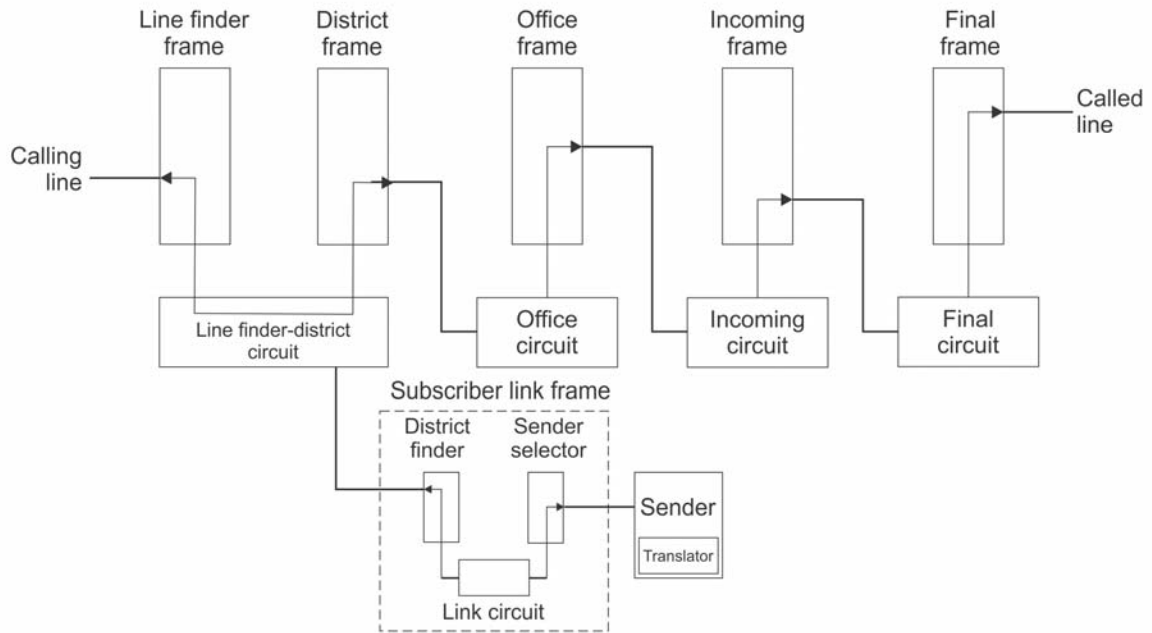 Line finder
frame
District
frame
Office
frame
Incoming
frame
Final
frame
Calling
line
Called
line
Line finder-district
circuit
Office
circuit
Incoming
circuit
Final
circuit
Subscriber link frame
District
finder
Sender
selector
Sender
Translator
Link circuit